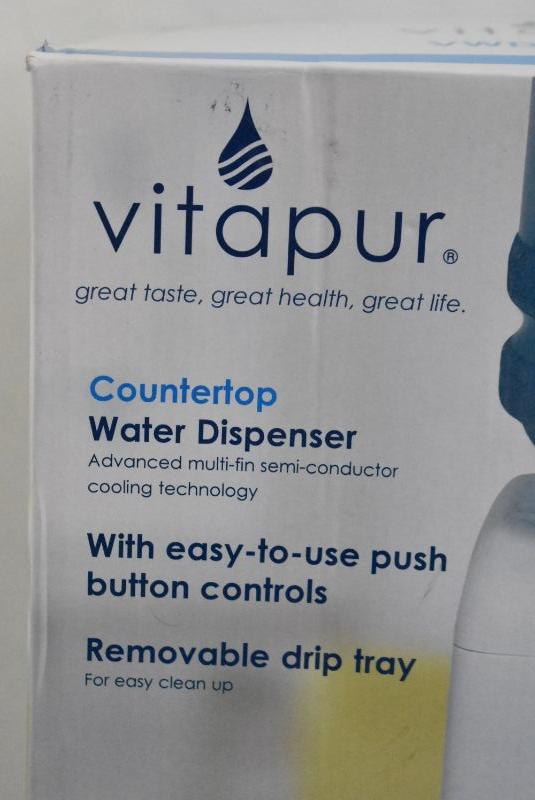 vitapur®
great taste, great health, great life.
Countertop
Water Dispenser
Advanced multi-fin semi-conductor
cooling technology
With easy-to-use push
button controls
Removable drip tray
For easy clean up